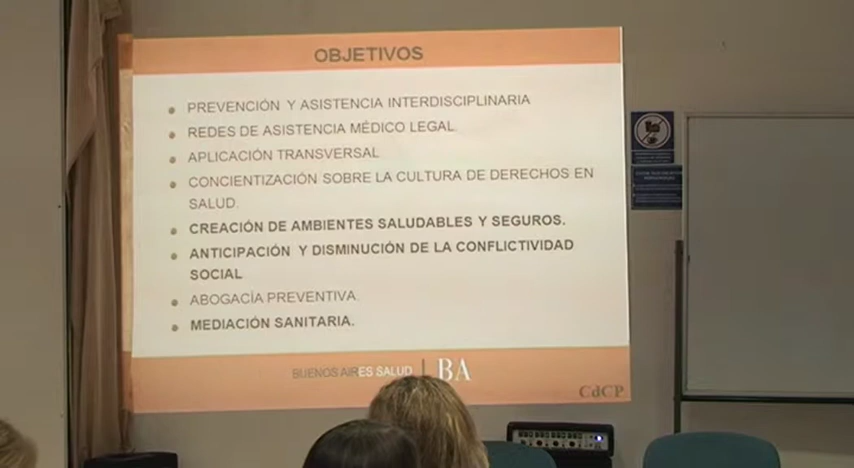 OBJETIVOS
PREVENCIÓN Y ASISTENCIA INTERDISCIPLINARIA
REDES DE ASISTENCIA MÉDICO LEGAL
APLICACIÓN TRANSVERSAL
CONCIENTIZACIÓN SOBRE LA CULTURA DE DERECHOS EN
SALUD.
CREACIÓN DE AMBIENTES SALUDABLES Y SEGUROS.
ANTICIPACIÓN Y DISMINUCIÓN DE LA CONFLICTIVIDAD
SOCIAL
ABOGACÍA PREVENTIVA.
MEDIACIÓN SANITARIA.
BUENOS AIRES SALUD | BA
CdCP